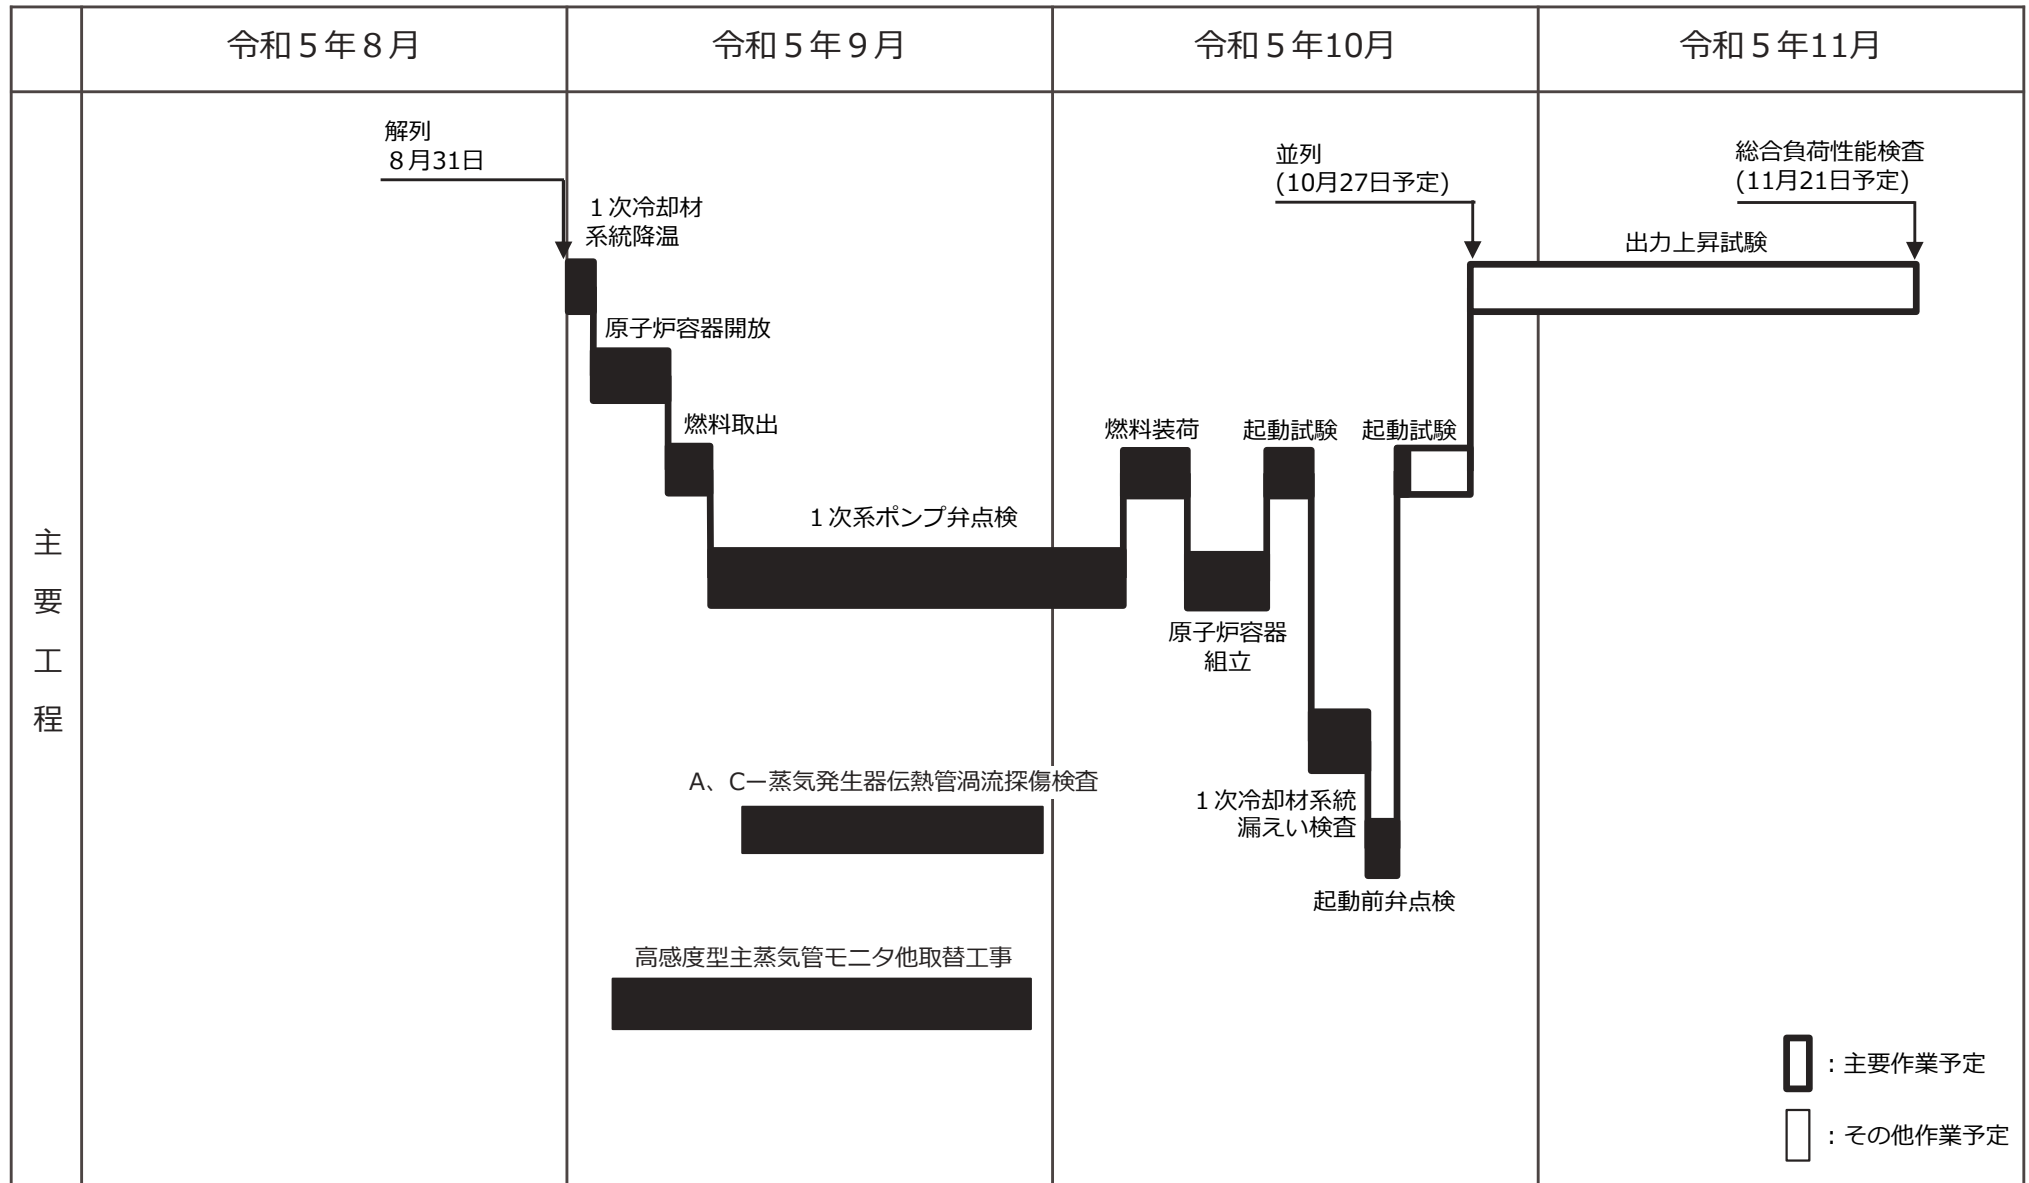 令和５年８月
令和５年９月
令和５年10月
令和５年11月
主
要
工
程
解列
８月31日
１次冷却材
系統降温
原子炉容器開放
燃料取出
１次系ポンプ弁点検
燃料装荷
原子炉容器
組立
起動試験
１次冷却材系統
漏えい検査
起動前弁点検
起動試験
並列
(10月27日予定)
出力上昇試験
総合負荷性能検査
(11月21日予定)
A、Cー蒸気発生器伝熱管渦流探傷検査
高感度型主蒸気管モニタ他取替工事
：主要作業予定
：その他作業予定